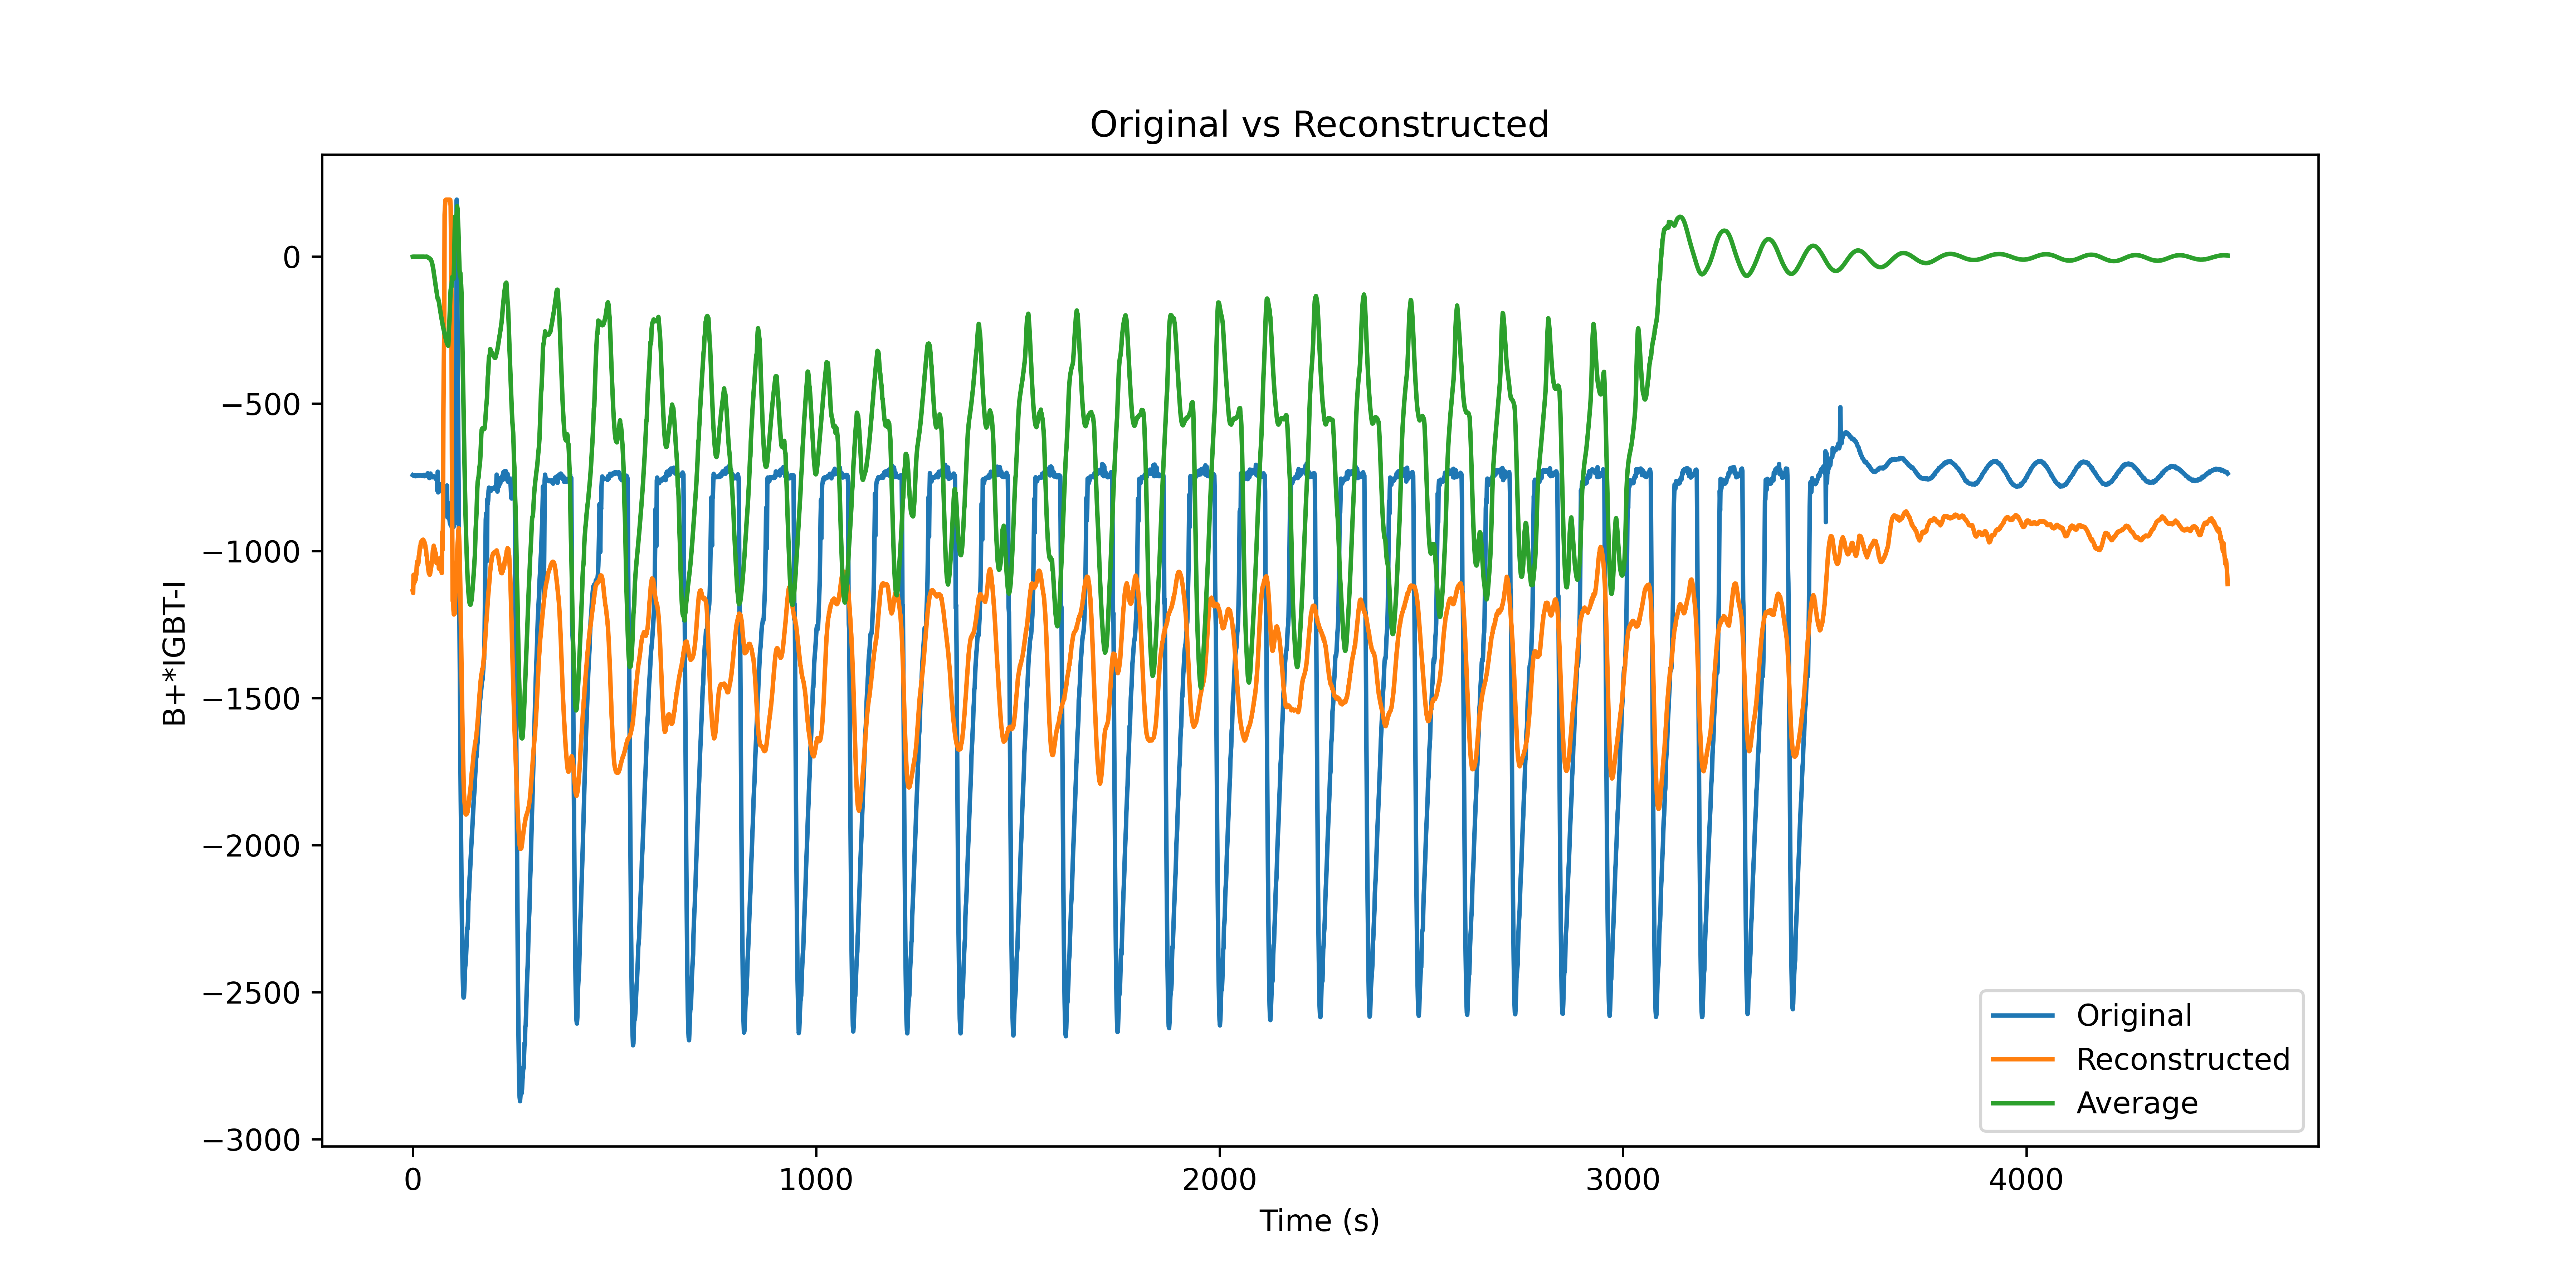 Original vs Reconstructed
B+*IGBT-I
0
−500
−1000
−1500
−2000
−2500
−3000
0 1000 2000 3000 4000
Time (s)
Original
Reconstructed
Average